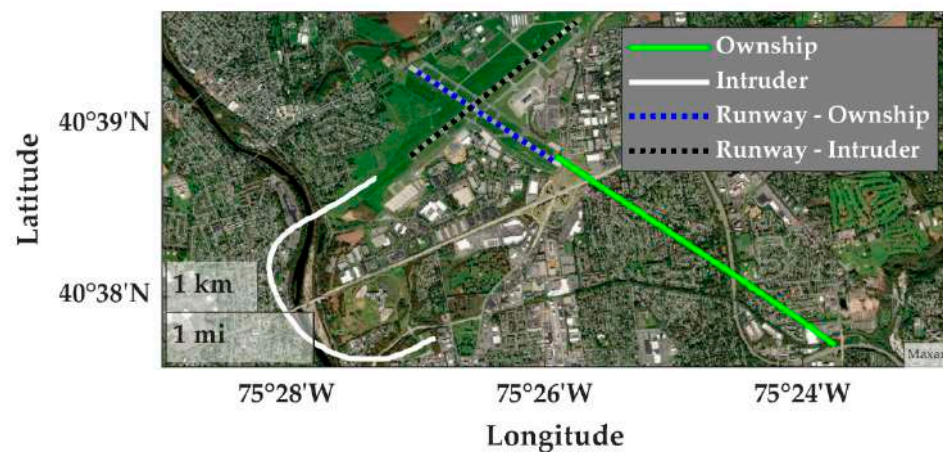 Ownship
Intruder
Runway - Ownship
Runway - Intruder
40°39'N
40°38'N
Latitude
1 km
1 mi
Maxar
75°28'W
75°26'W
75°24'W
Longitude